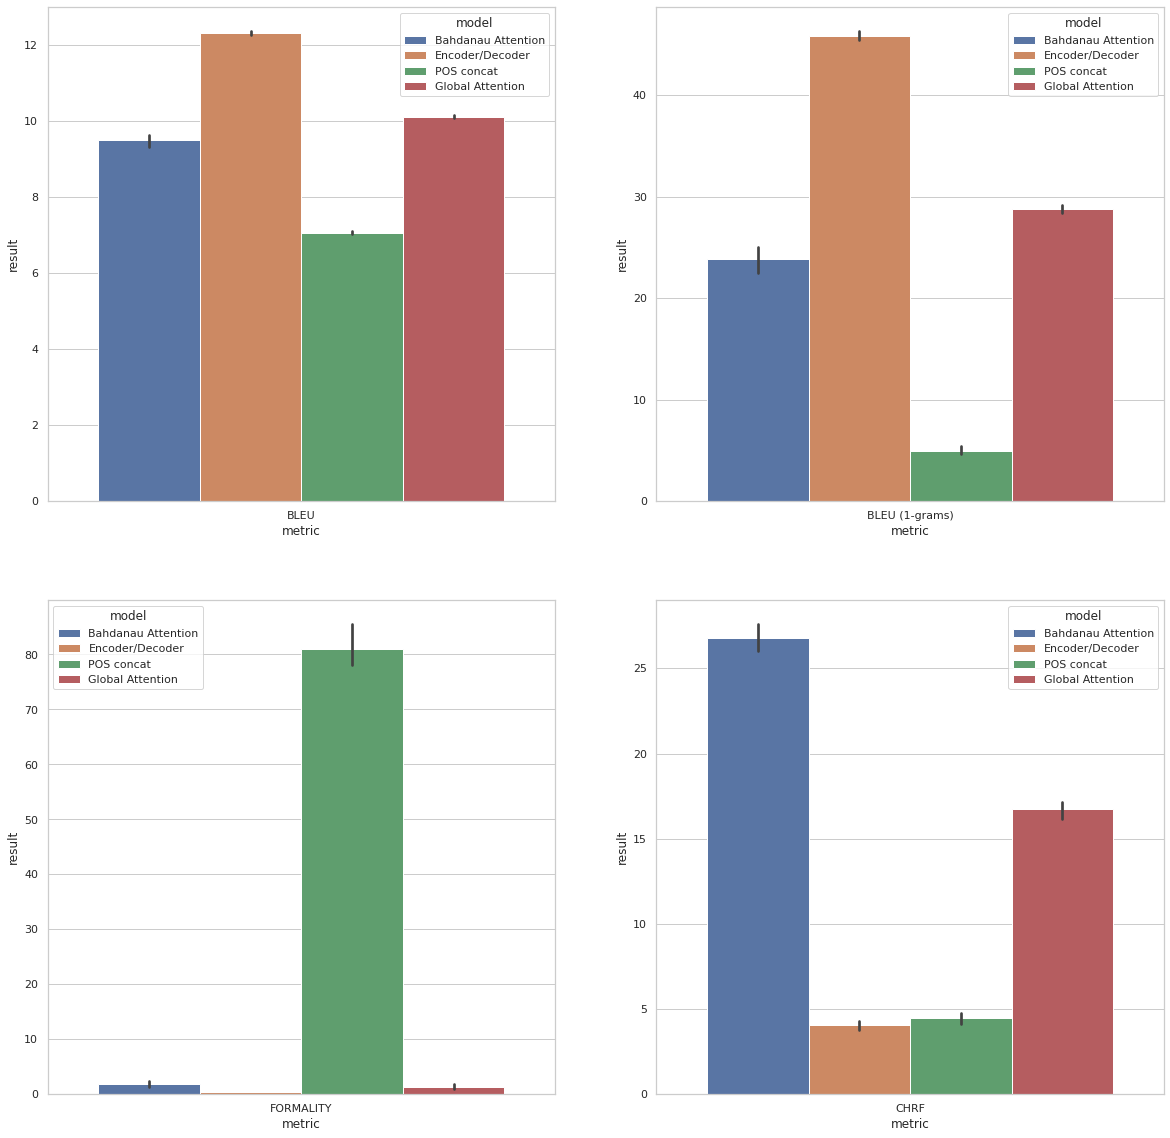 12
10
8
6
4
2
0
result
model
Bahdanau Attention
Encoder/Decoder
POS concat
Global Attention
BLEU
metric
40
30
20
10
0
result
model
Bahdanau Attention
Encoder/Decoder
POS concat
Global Attention
BLEU (1-grams)
metric
80
70
60
50
40
30
20
10
0
result
model
Bahdanau Attention
Encoder/Decoder
POS concat
Global Attention
FORMALITY
metric
25
20
15
10
5
0
result
model
Bahdanau Attention
Encoder/Decoder
POS concat
Global Attention
CHRF
metric